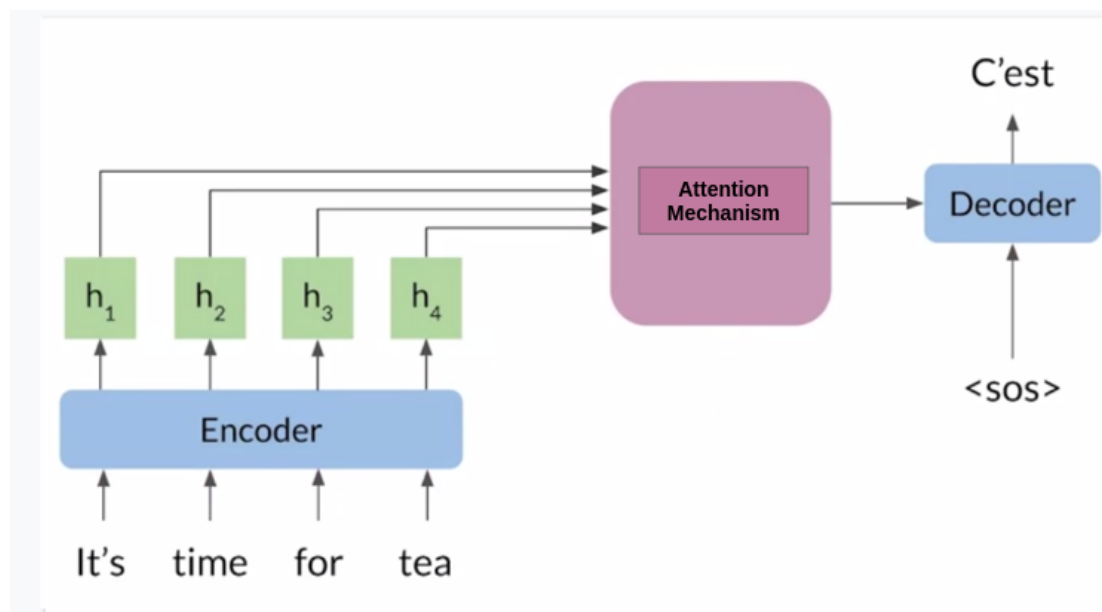 C’est
Attention
Mechanism
Decoder
h1 h2 h3 h4
<sos>
Encoder
It’s time for tea